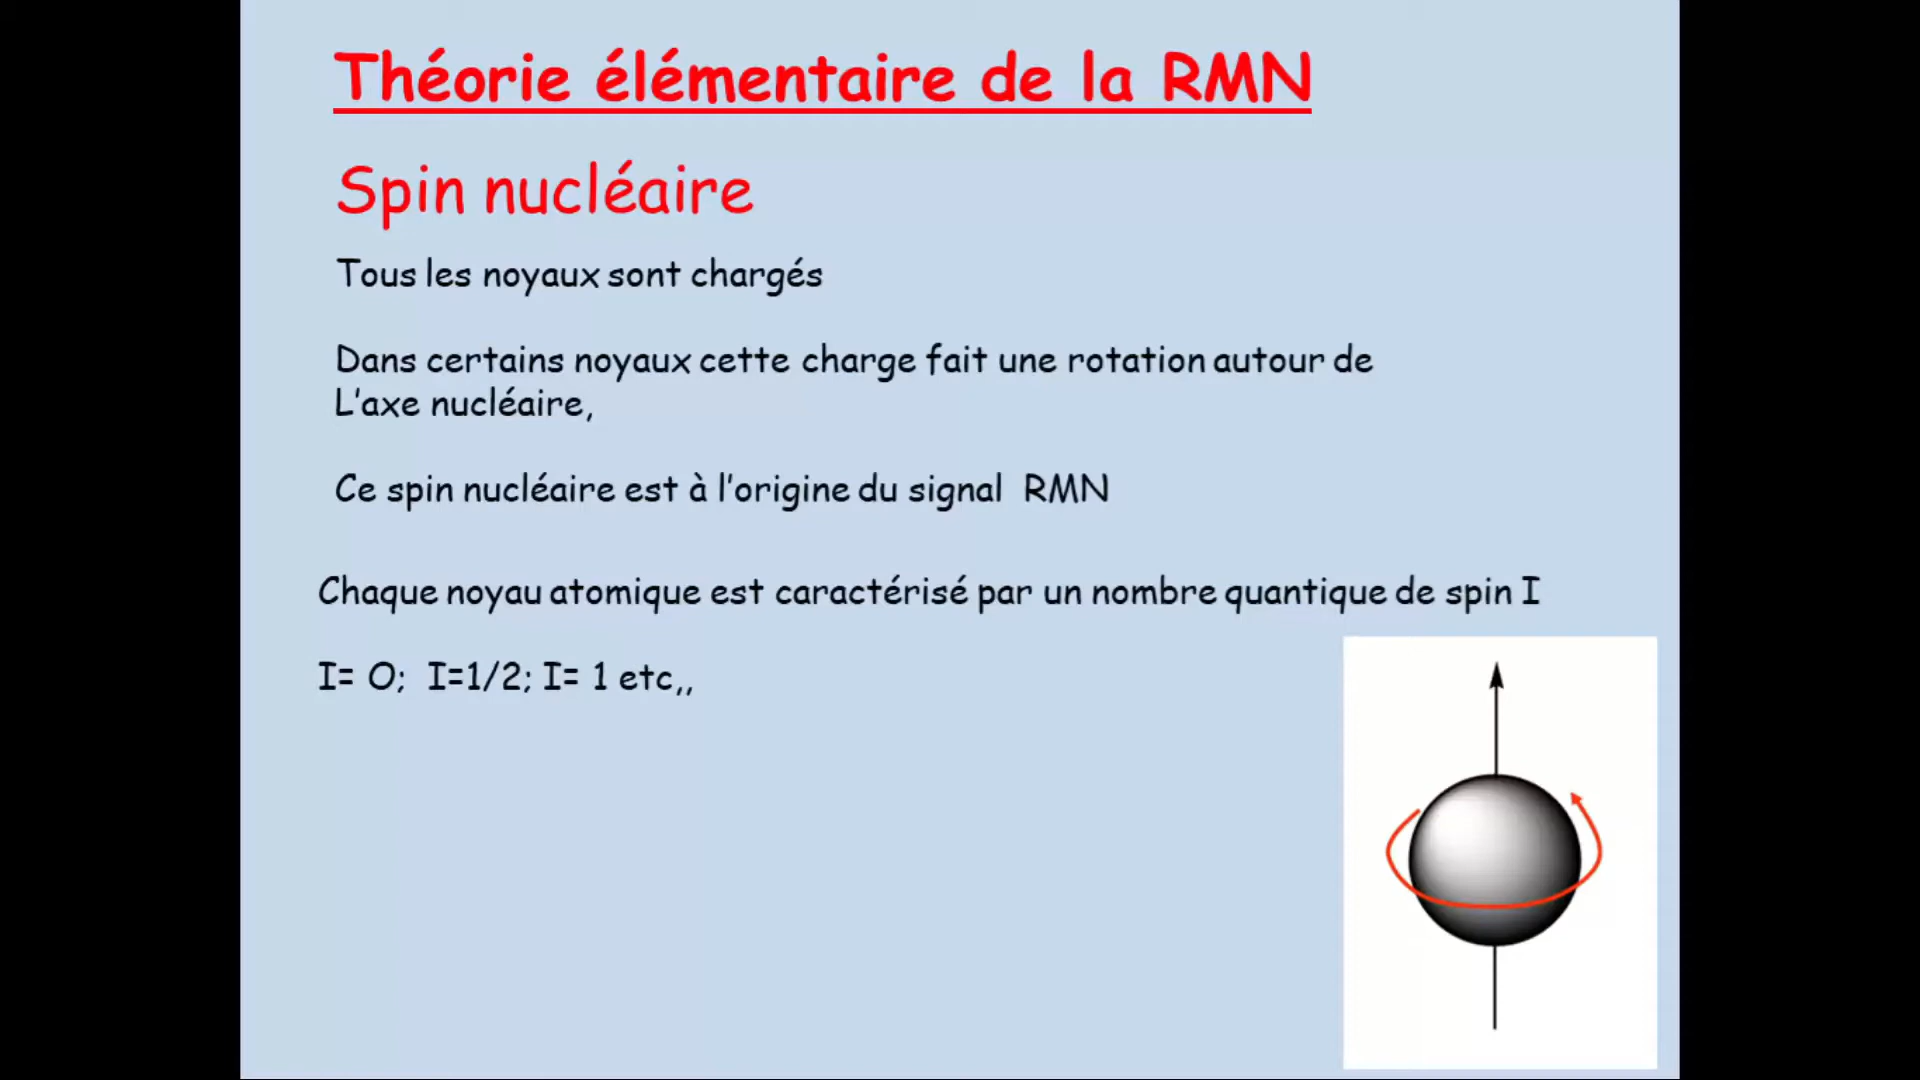 Théorie élémentaire de la RMN
Spin nucléaire
Tous les noyaux sont chargés
Dans certains noyaux cette charge fait une rotation autour de
L'axe nucléaire,
Ce spin nucléaire est à l'origine du signal RMN
Chaque noyau atomique est caractérisé par un nombre quantique de spin I
I= O; I=1/2; I= 1 etc,,